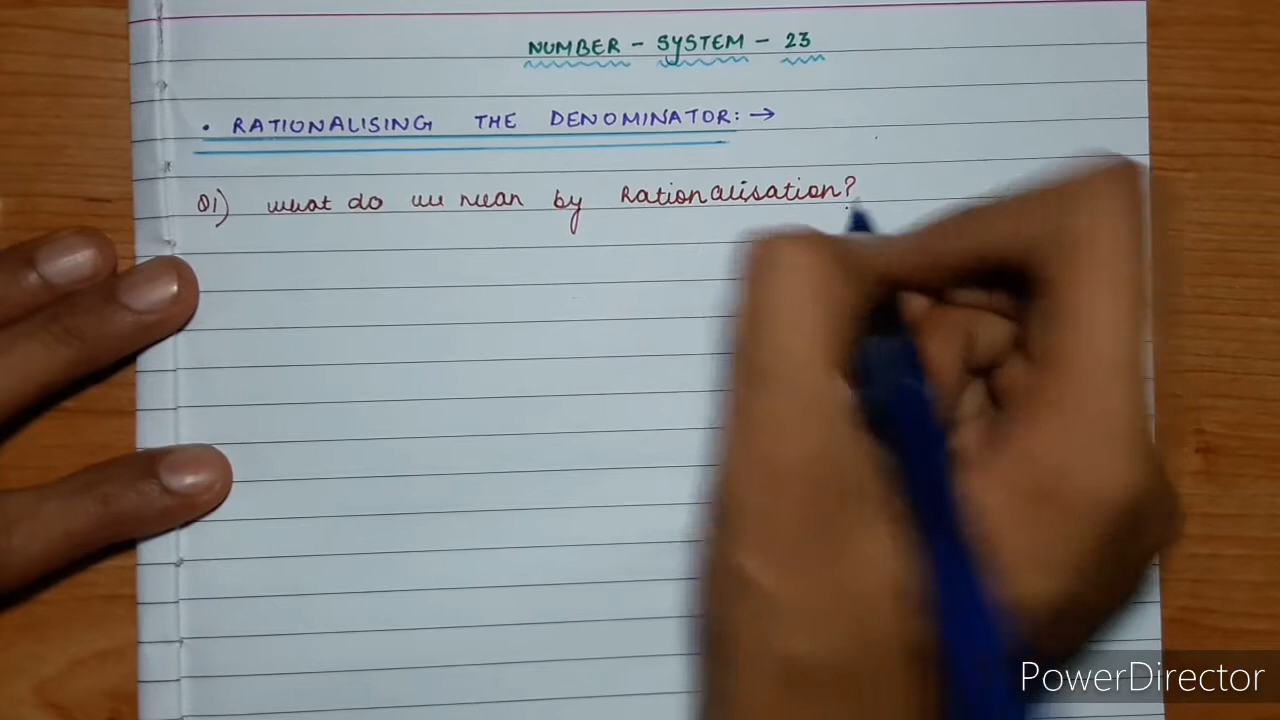 NUMBER - SYSTEM - 23
• RATIONALISING THE DENOMINATOR: →
Q1) what do we mean by Rationalisation?
PowerDirector